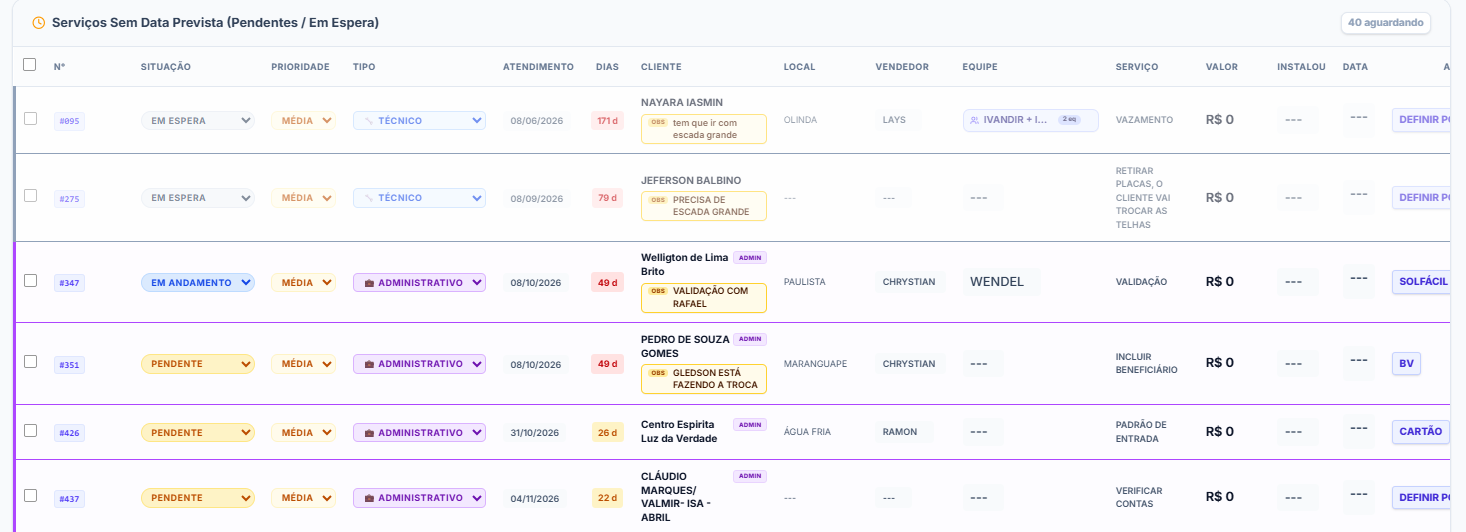 Serviços Sem Data Prevista (Pendentes / Em Espera)
40 aguardando
N° SITUAÇÃO PRIORIDADE TIPO ATENDIMENTO DIAS CLIENTE LOCAL VENDEDOR EQUIPE SERVIÇO VALOR INSTALOU DATA
#095 EM ESPERA MÉDIA TÉCNICO 08/06/2026 171 d NAYARA IASMIN OLINDA LAYS IVANDIR + I... 2 eq VAZAMENTO R$ 0 --- --- DEFINIR
OBS tem que ir com
escada grande
#275 EM ESPERA MÉDIA TÉCNICO 08/09/2026 79 d JEFERSON BALBINO --- --- --- R$ 0 --- --- DEFINIR
OBS PRECISA DE
ESCADA GRANDE
RETIRAR
PLACAS, O
CLIENTE VAI
TROCAR AS
TELHAS
#347 EM ANDAMENTO MÉDIA ADMINISTRATIVO 08/10/2026 49 d Welligton de Lima ADMIN PAULISTA CHRYSTIAN WENDEL VALIDAÇÃO R$ 0 --- --- SOLFÁCIL
Brito
OBS VALIDAÇÃO COM
RAFAEL
#351 PENDENTE MÉDIA ADMINISTRATIVO 08/10/2026 49 d PEDRO DE SOUZA ADMIN MARANGUAPE CHRYSTIAN --- INCLUIR R$ 0 --- --- BV
GOMES BENEFICIÁRIO
OBS GLEDSON ESTÁ
FAZENDO A TROCA
#426 PENDENTE MÉDIA ADMINISTRATIVO 31/10/2026 26 d Centro Espirita ADMIN ÁGUA FRIA RAMON --- PADRÃO DE R$ 0 --- --- CARTÃO
Luz da Verdade ENTRADA
#437 PENDENTE MÉDIA ADMINISTRATIVO 04/11/2026 22 d CLÁUDIO ADMIN --- --- --- VERIFICAR R$ 0 --- --- DEFINIR
MARQUES/ CONTAS
VALMIR- ISA -
ABRIL